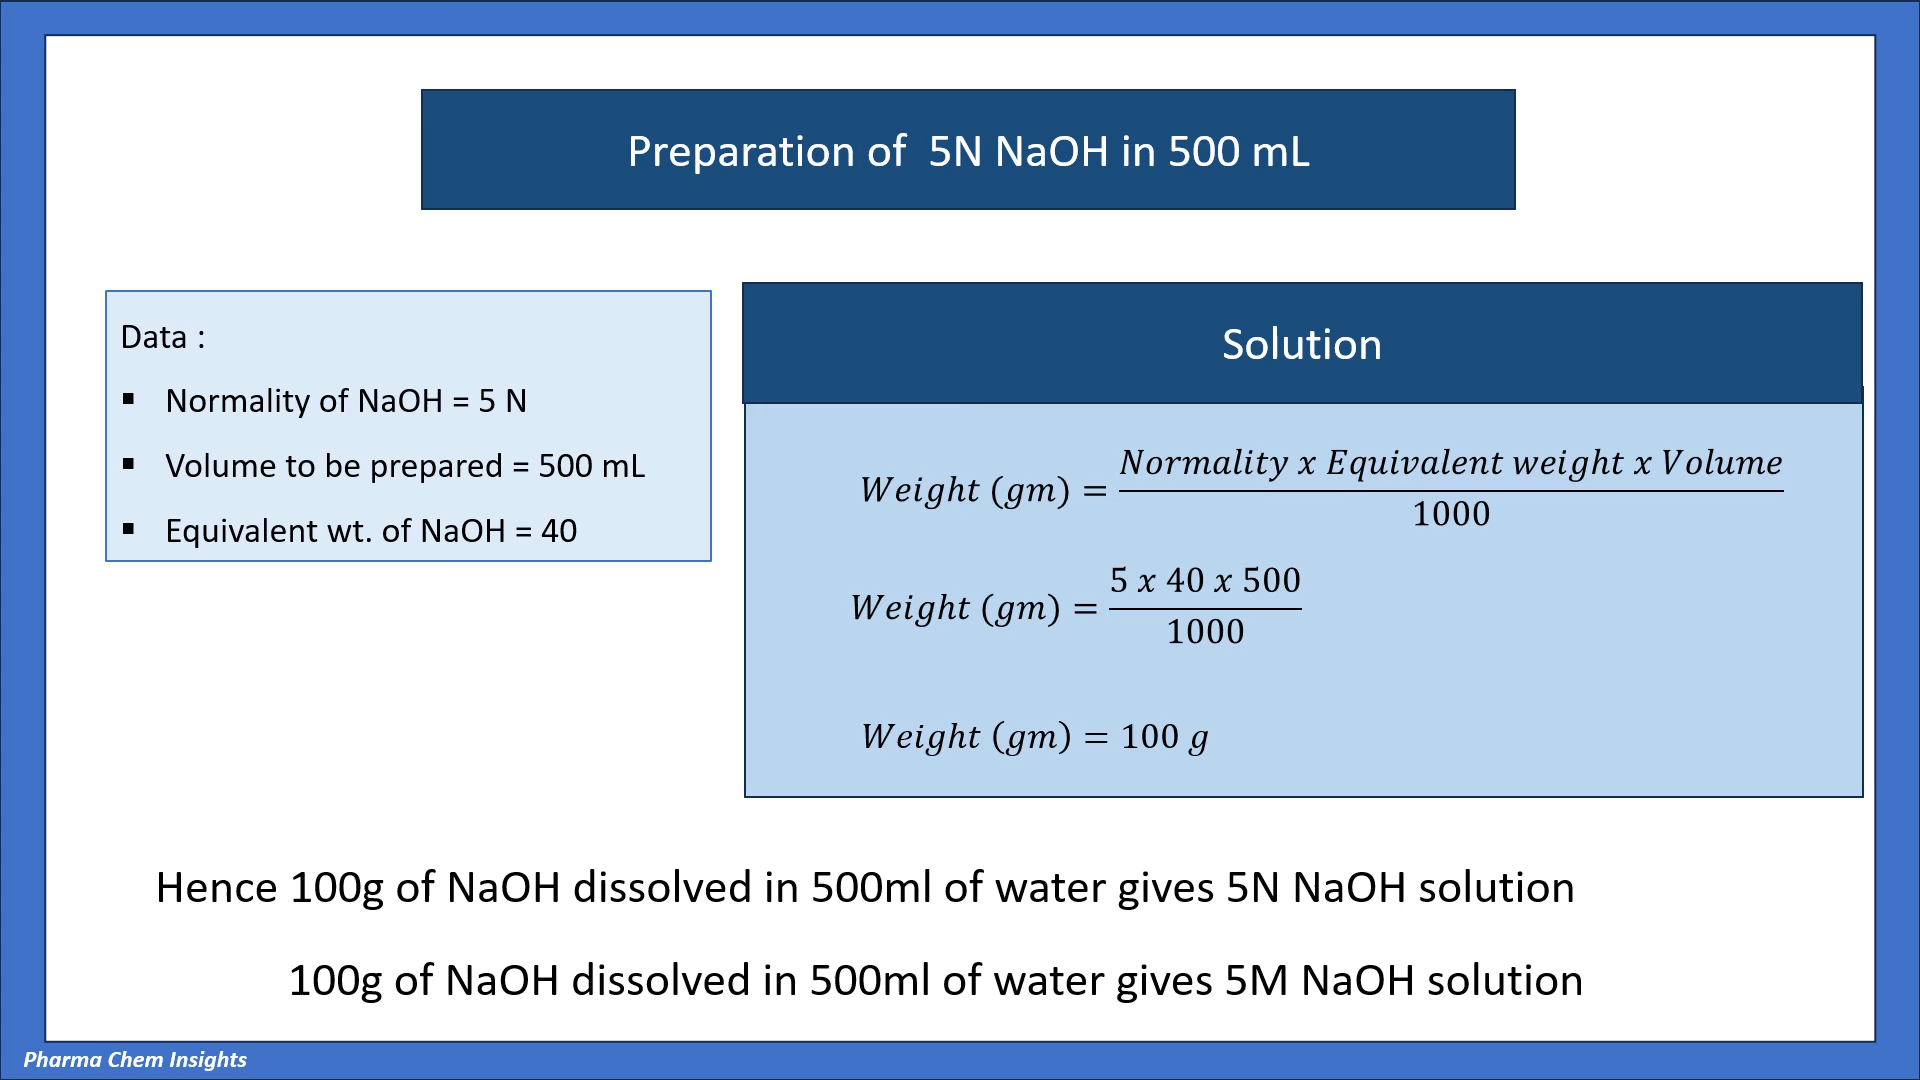 Preparation of  5N NaOH in 500 mL
Data :
▪ Normality of NaOH = 5 N
▪ Volume to be prepared = 500 mL
▪ Equivalent wt. of NaOH = 40
Solution
Weight (gm) = Normality x Equivalent weight x Volume / 1000
Weight (gm) = 5 x 40 x 500 / 1000
Weight (gm) = 100 g
Hence 100g of NaOH dissolved in 500ml of water gives 5N NaOH solution
100g of NaOH dissolved in 500ml of water gives 5M NaOH solution
Pharma Chem Insights